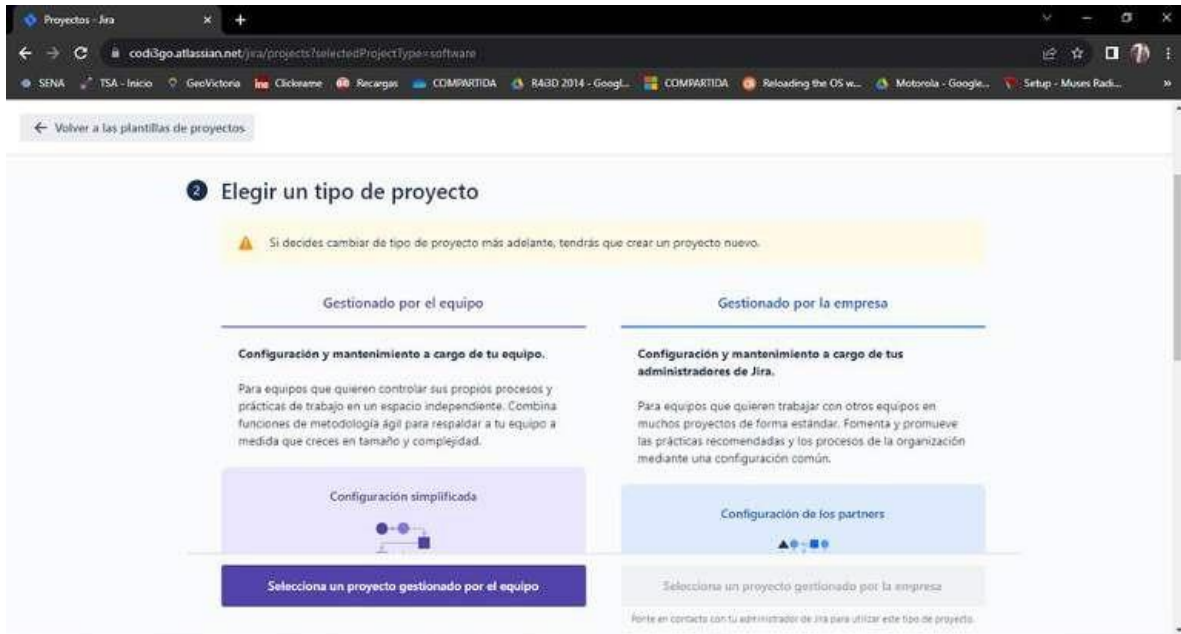 Proyectos - Jira
codi3go.atlassian.net/jira/projects?selectedProjectType=software
SENA TSA - Inicio GeoVictoria Clickname Recargas COMPARTIDA R4i3D 2014 - Googl... COMPARTIDA Reloading the OS w... Motorola - Google... Setup - Muses Radi... »
← Volver a las plantillas de proyectos
2 Elegir un tipo de proyecto
Si decides cambiar de tipo de proyecto más adelante, tendrás que crear un proyecto nuevo.
Gestionado por el equipo
Configuración y mantenimiento a cargo de tu equipo.
Para equipos que quieren controlar sus propios procesos y
prácticas de trabajo en un espacio independiente. Combina
funciones de metodología ágil para respaldar a tu equipo a
medida que creces en tamaño y complejidad.
Configuración simplificada
Selecciona un proyecto gestionado por el equipo
Gestionado por la empresa
Configuración y mantenimiento a cargo de tus
administradores de Jira.
Para equipos que quieren trabajar con otros equipos en
muchos proyectos de forma estándar. Fomenta y promueve
las prácticas recomendadas y los procesos de la organización
mediante una configuración común.
Configuración de los partners
Selecciona un proyecto gestionado por la empresa
Ponte en contacto con tu administrador de Jira para utilizar este tipo de proyecto.